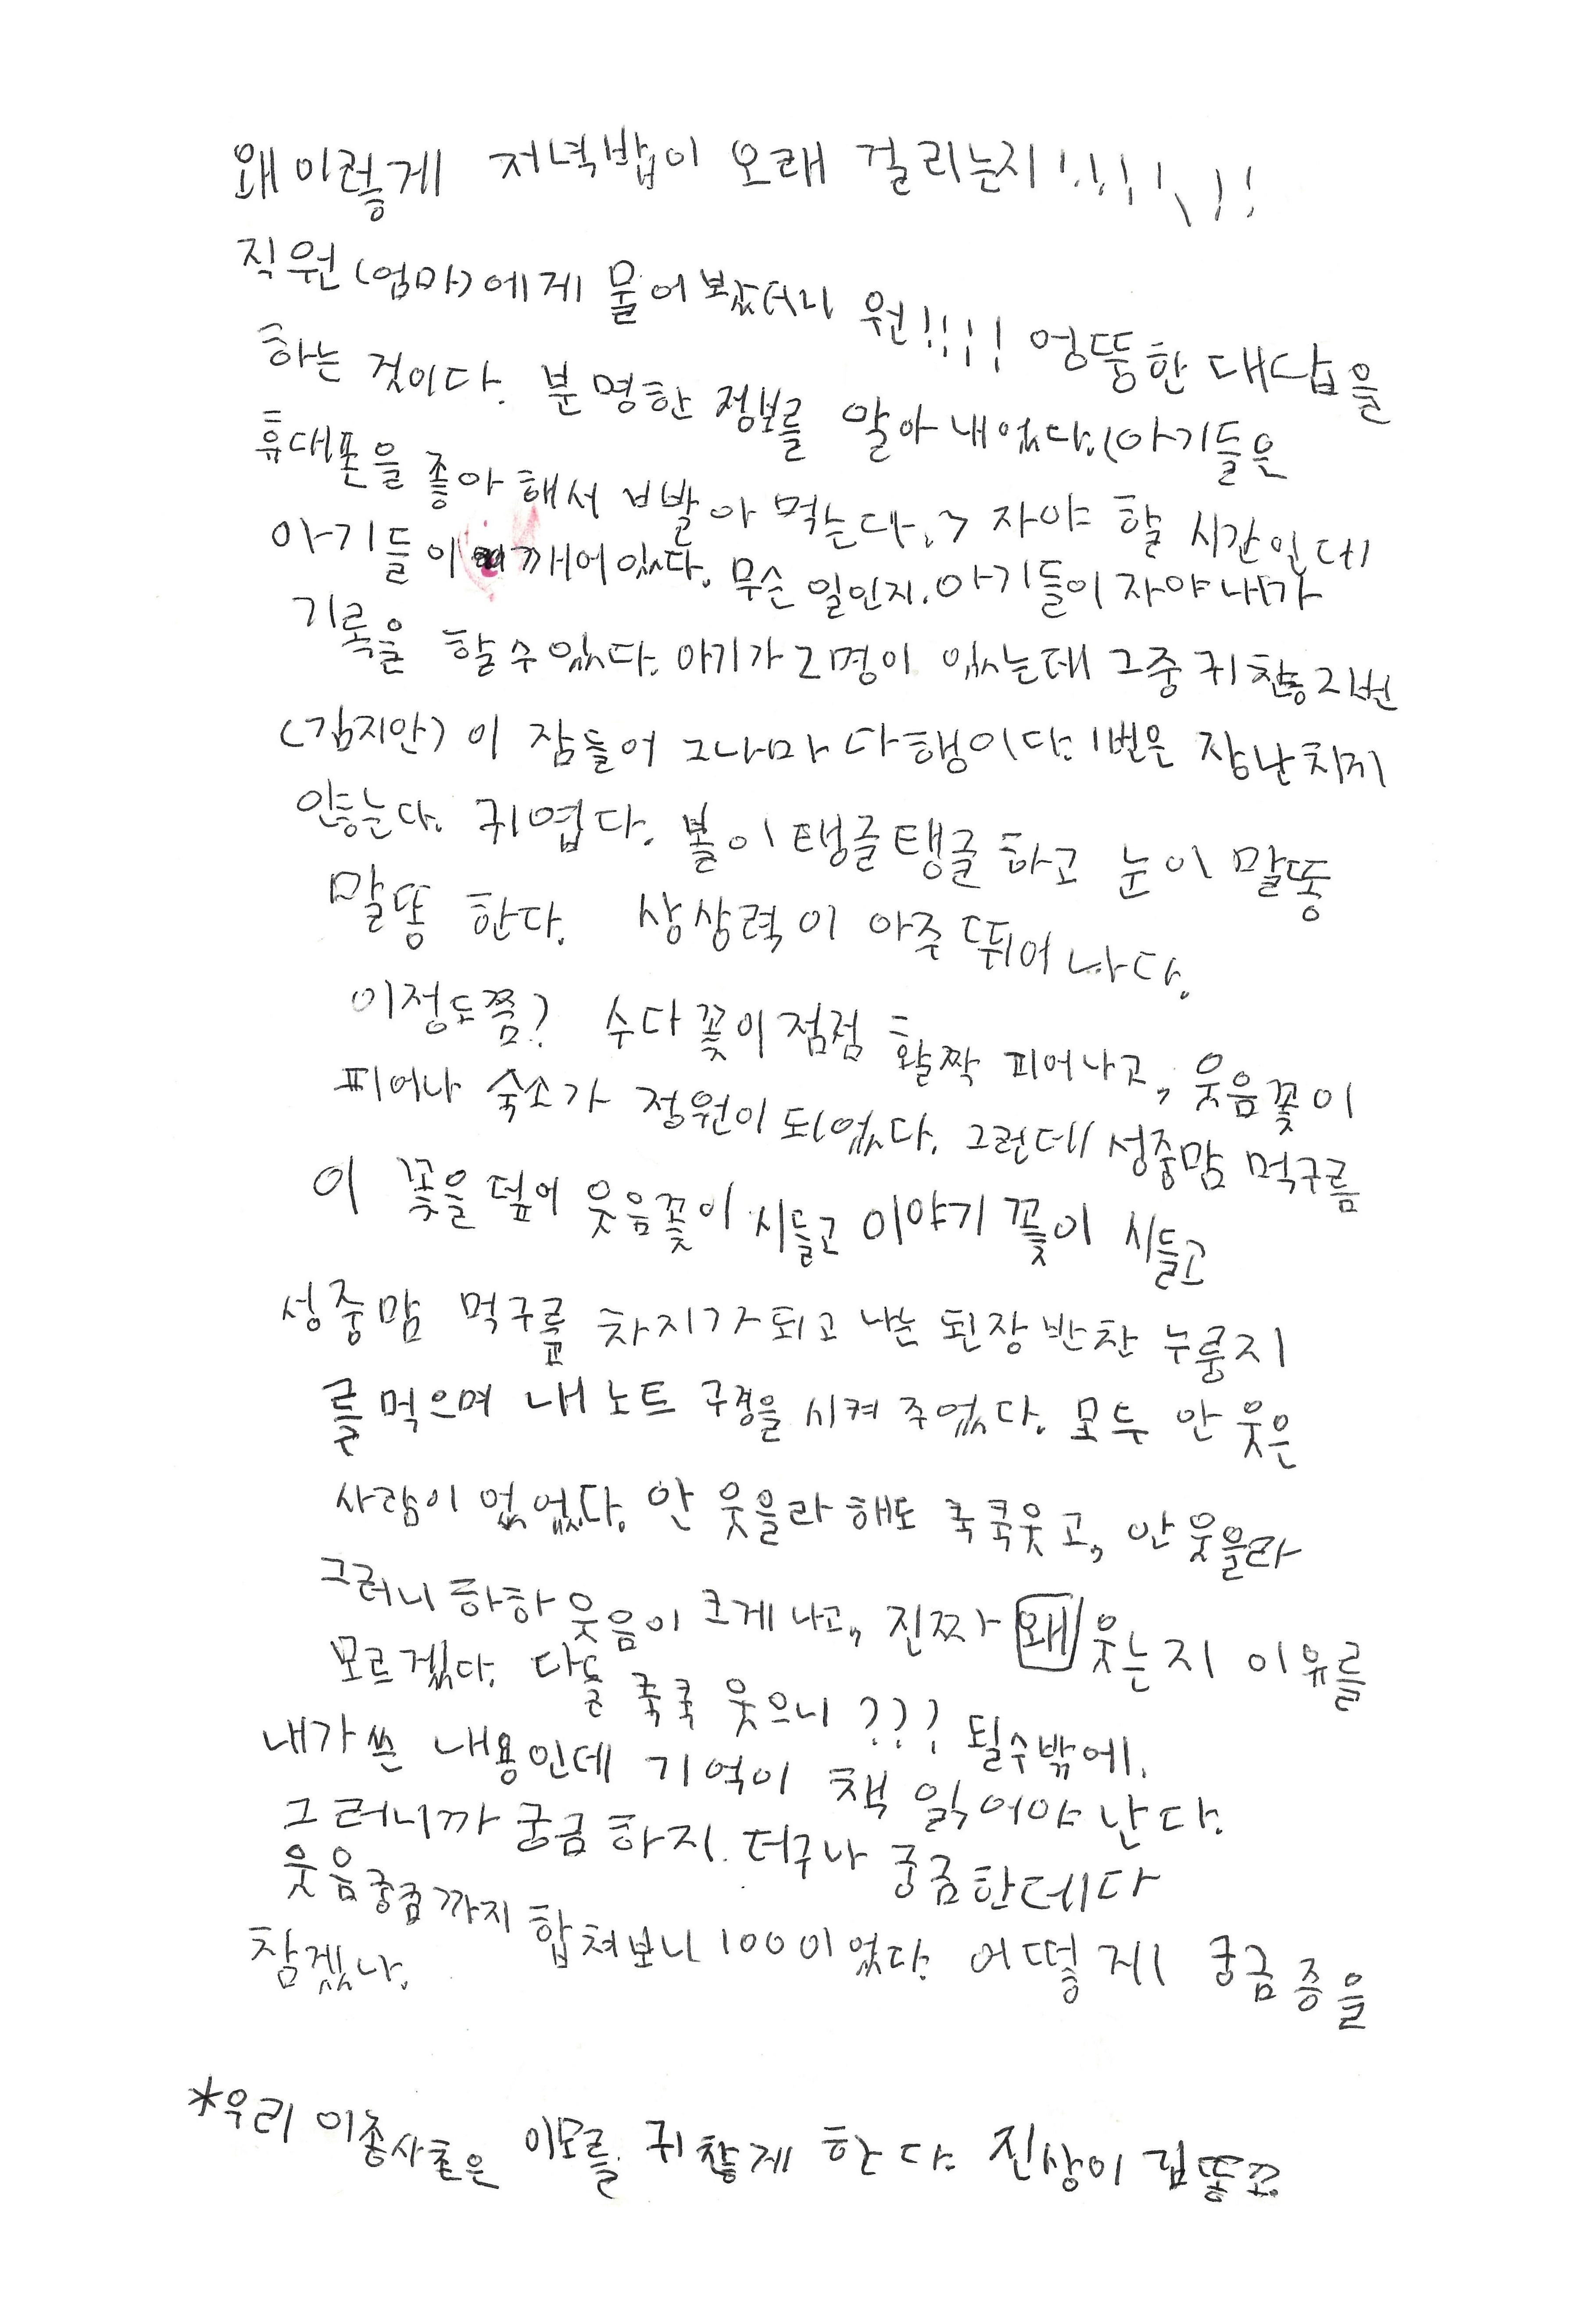 왜 이렇게 저녁밥이 오래 걸리는지!!!!!!!
직원(엄마)에게 물어 봤더니 원!!!! 엉뚱한 대답을
하는 것이다. 분명한 정보를 알아 내었다.(아기들은
휴대폰을 좋아 해서 빨아 먹는다.) 자야 할 시간인데
아기들이 깨어있다. 무슨 일인지. 아기들이 자야 내가
기록을 할수있다. 아기가 2명이 있는데 그중 귀찮둥 2번
(김지안)이 잠들어 그나마 다행이다. 1번은 장난치지
안둥는다. 귀엽다. 볼이 탱글탱글 하고 눈이 말똥
말똥 한다. 상상력이 아주 뛰어나다.
이정도쯤? 수다꽃이 점점 활짝 피어나고, 웃음꽃이
피어나 숙소가 정원이 되었다. 그런데 성중맘 먹구름
이 꽃을 덮어 웃음꽃이 시들고 이야기 꽃이 시들고
성중맘 먹구름 차지가 되고 나는 된장 반찬 누룽지
를 먹으며 내 노트 구경을 시켜 주었다. 모두 안 웃은
사람이 없었다. 안 웃을라 해도 쿡쿡웃고, 안 웃을라
그러니 하하 웃음이 크게 나고, 진짜 왜 웃는지 이유를
모르겠다. 다들 쿡쿡 웃으니 ??? 될수밖에.
내가 쓴 내용인데 기억이 책 읽어야 난다.
그러니까 궁금하지. 더구나 궁금한데다
웃음궁금까지 합쳐보니 100이었다. 어떻게 궁금증을
참겠나.
*우리 이종사촌은 이모를 귀찮게 한다. 진상이